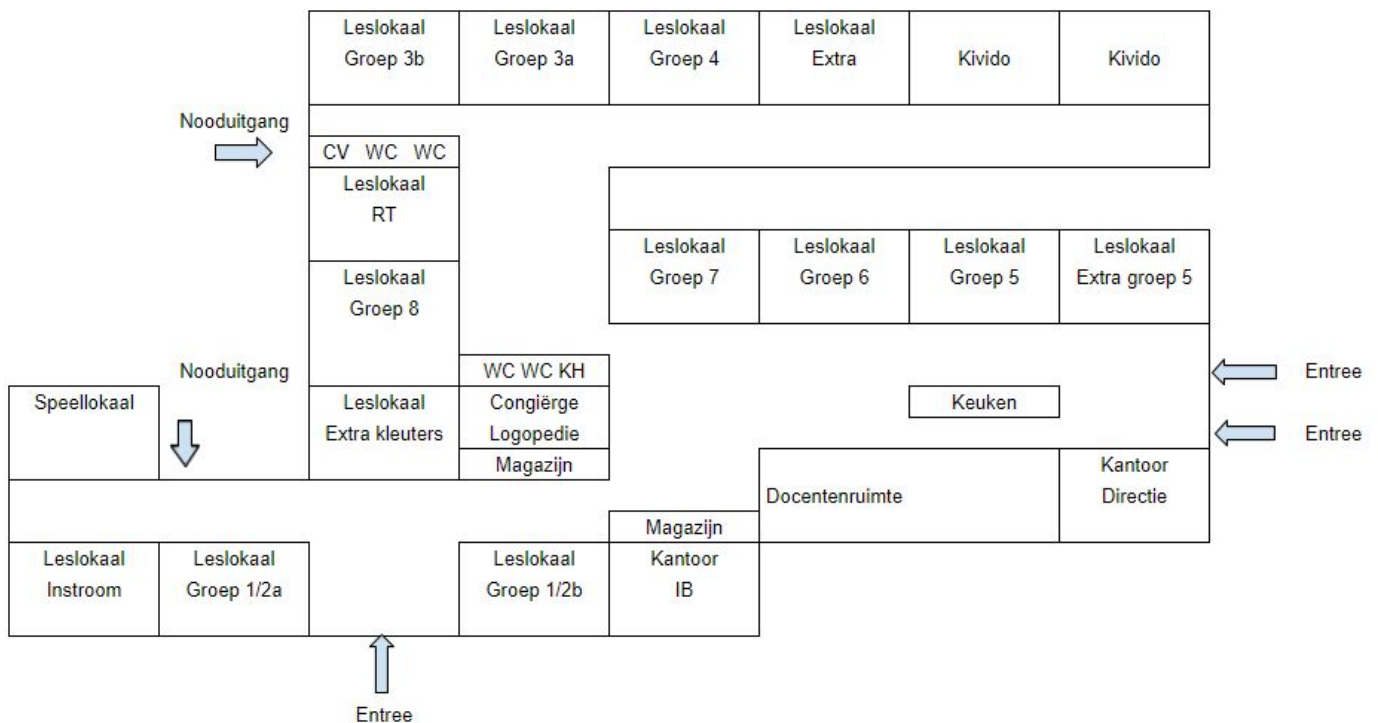 Leslokaal
Groep 3b
Leslokaal
Groep 3a
Leslokaal
Groep 4
Leslokaal
Extra
Kivido
Kivido
Nooduitgang
CV WC WC
Leslokaal
RT
Leslokaal
Groep 7
Leslokaal
Groep 6
Leslokaal
Groep 5
Leslokaal
Extra groep 5
Leslokaal
Groep 8
Nooduitgang
WC WC KH
Entree
Speellokaal
Leslokaal
Extra kleuters
Congiërge
Logopedie
Keuken
Entree
Magazijn
Docentenruimte
Kantoor
Directie
Magazijn
Leslokaal
Instroom
Leslokaal
Groep 1/2a
Leslokaal
Groep 1/2b
Kantoor
IB
Entree